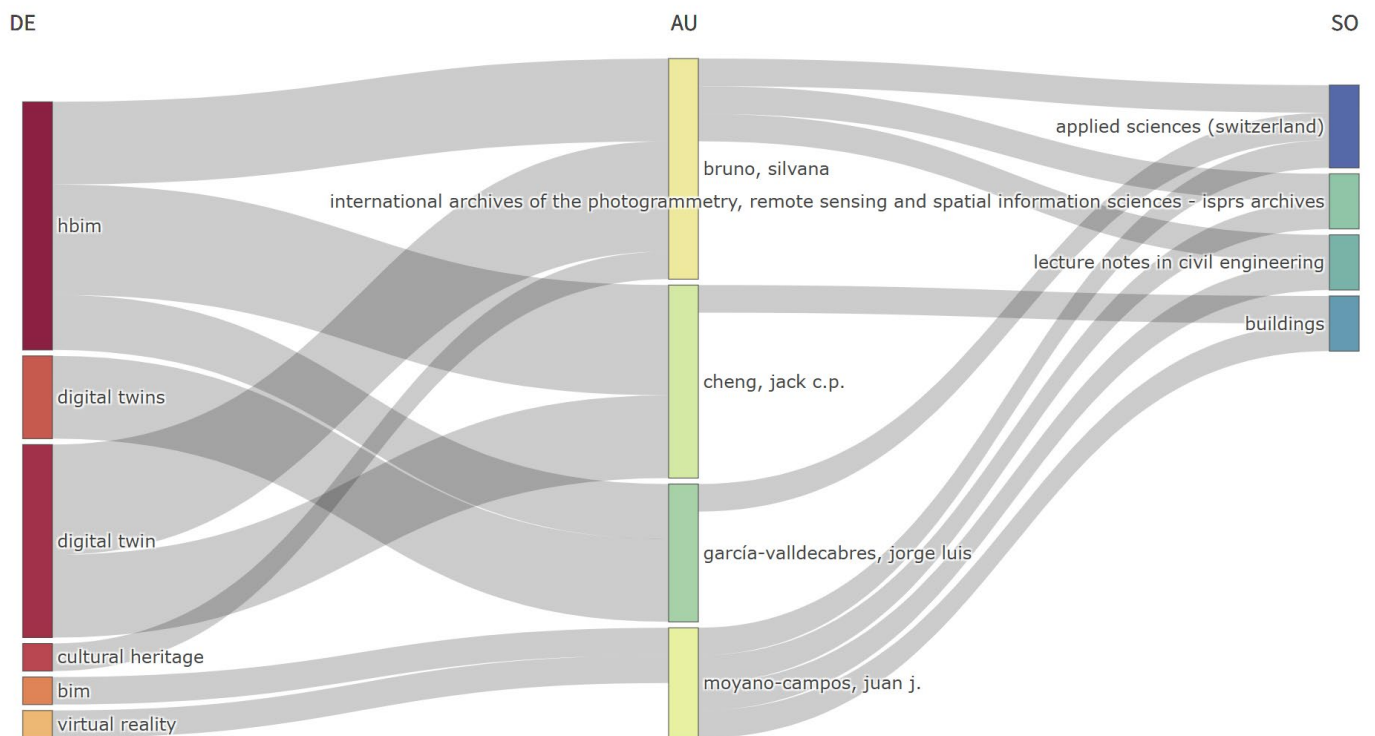 DE
AU
SO
hbim
digital twins
digital twin
cultural heritage
bim
virtual reality
bruno, silvana
cheng, jack c.p.
garcía-valldecabres, jorge luis
moyano-campos, juan j.
applied sciences (switzerland)
international archives of the photogrammetry, remote sensing and spatial information sciences - isprs archives
lecture notes in civil engineering
buildings